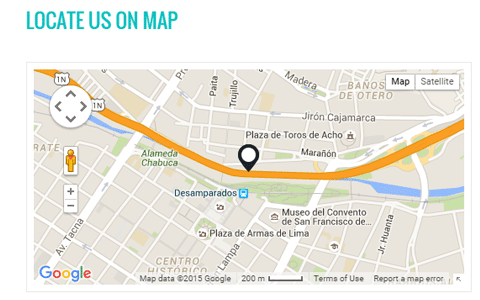 LOCATE US ON MAP
1N
Madera
BAÑOS
DE OTERO
Map
Satellite
Paita
Trujillo
1N
Jirón Cajamarca
Plaza de Toros de Acho
Alameda
Chabuca
Marañón
Desamparados
Museo del Convento
de San Francisco de...
Plaza de Armas de Lima
Av. Tacna
Lampa
Jr. Huanta
CENTRO
HISTÓRICO
Google
Map data ©2015 Google
200 m
Terms of Use
Report a map error